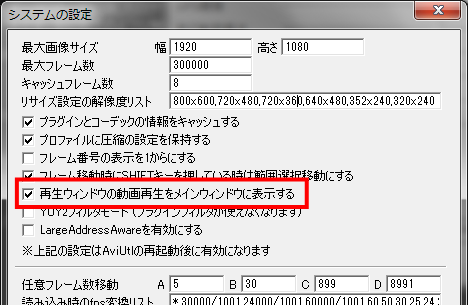 システムの設定
最大画像サイズ 幅 1920 高さ 1080
最大フレーム数 300000
キャッシュフレーム数 8
リサイズ設定の解像度リスト 800x600,720x480,720x360,640x480,352x240,320x240
プラグインとコーデックの情報をキャッシュする
プロファイルに圧縮の設定を保持する
フレーム番号の表示を1からにする
フレーム移動時にSHIFTキーを押している時は範囲選択移動にする
再生ウィンドウの動画再生をメインウィンドウに表示する
YUY2フィルタモード(プラグインフィルタが使えなくなります)
LargeAddressAwareを有効にする
※上記の設定はAviUtlの再起動後に有効になります
任意フレーム数移動 A 5 B 30 C 899 D 8991
読み込み時のfps変換リスト *,30000/1001,24000/1001,60000/1001,60,50,30,25,24,